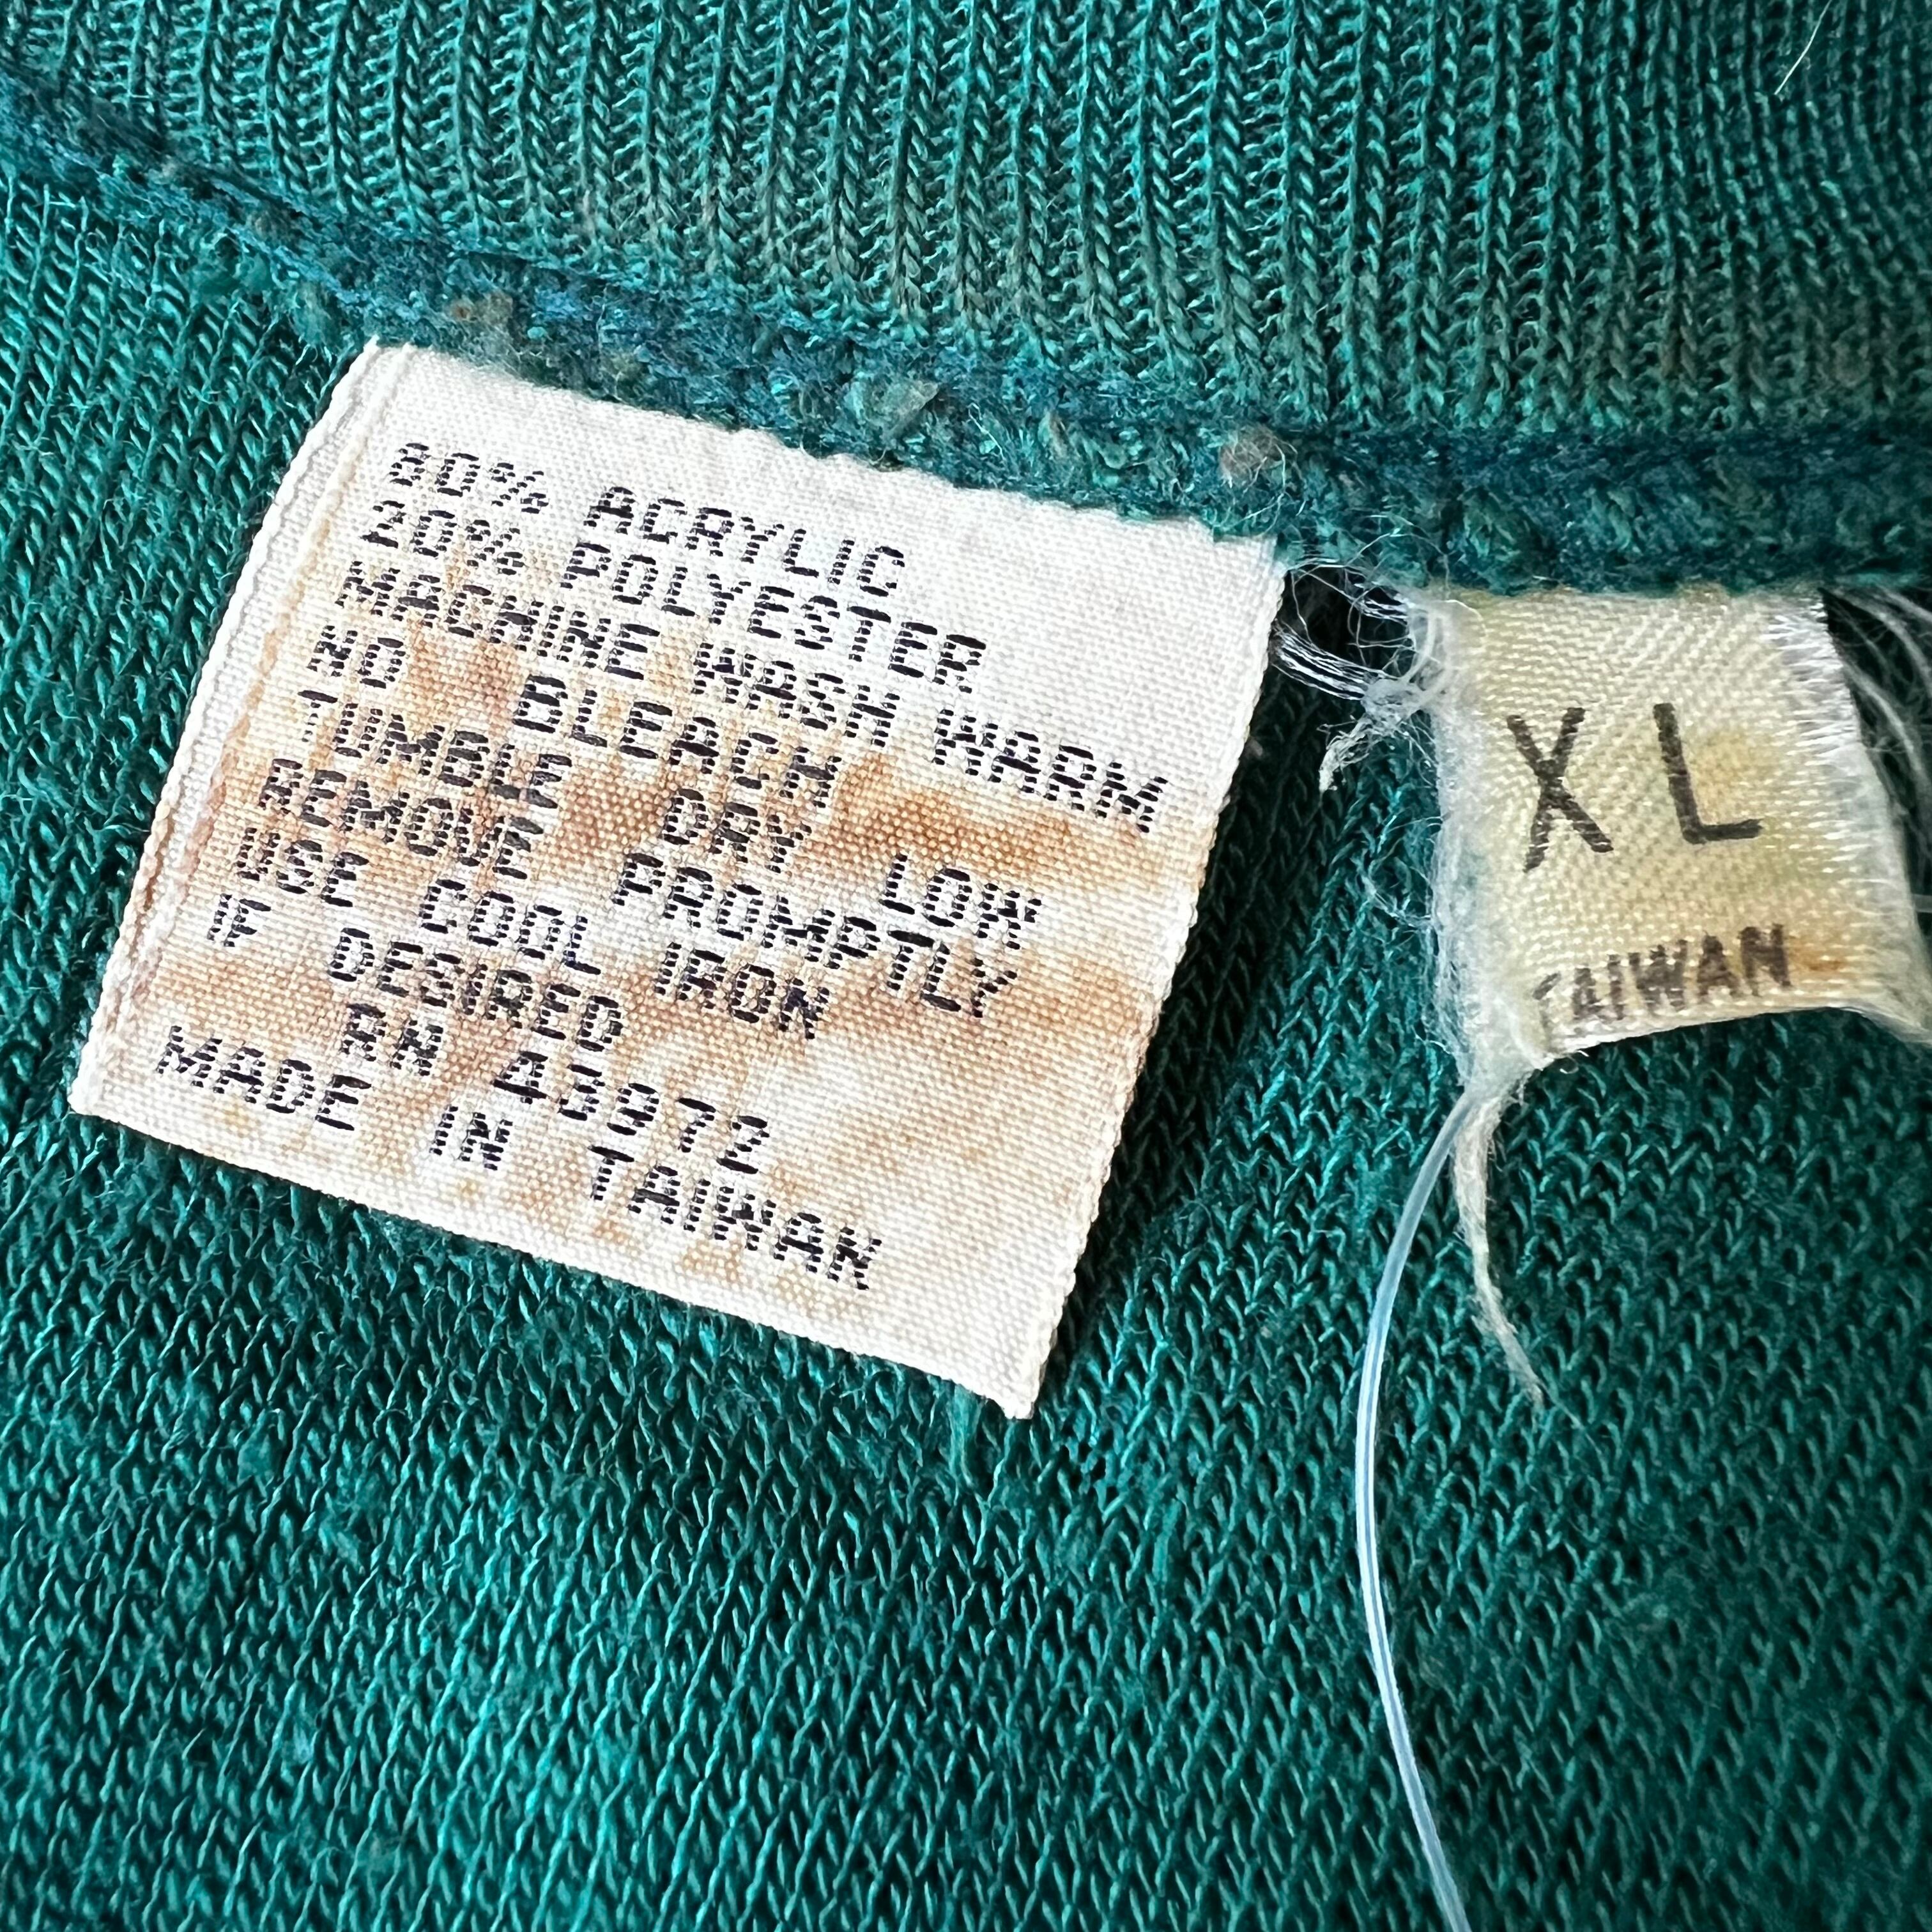 80% ACRYLIC
20% POLYESTER
MACHINE WASH WARM
NO BLEACH
TUMBLE DRY LOW
REMOVE PROMPTLY
USE COOL IRON
IF DESIRED
RN 43972
MADE IN TAIWAN
XL
TAIWAN